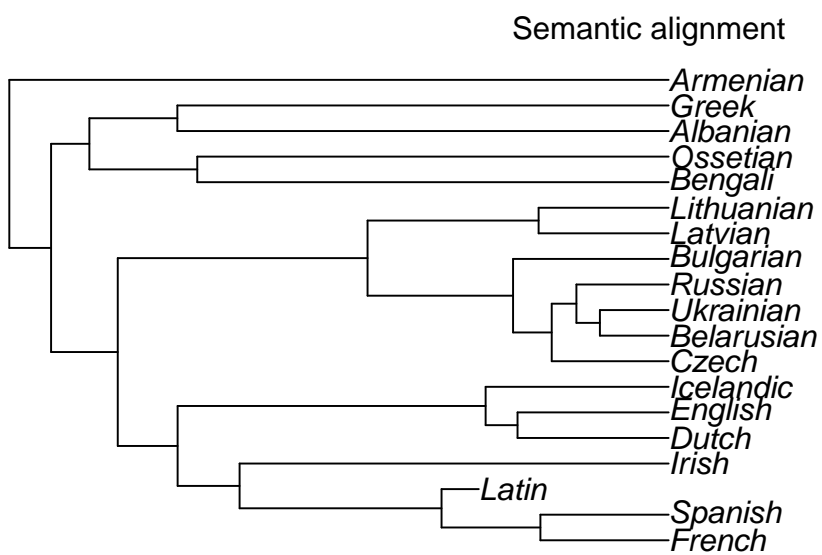 Semantic alignment
Armenian
Greek
Albanian
Ossetian
Bengali
Lithuanian
Latvian
Bulgarian
Russian
Ukrainian
Belarusian
Czech
Icelandic
English
Dutch
Irish
Latin
Spanish
French